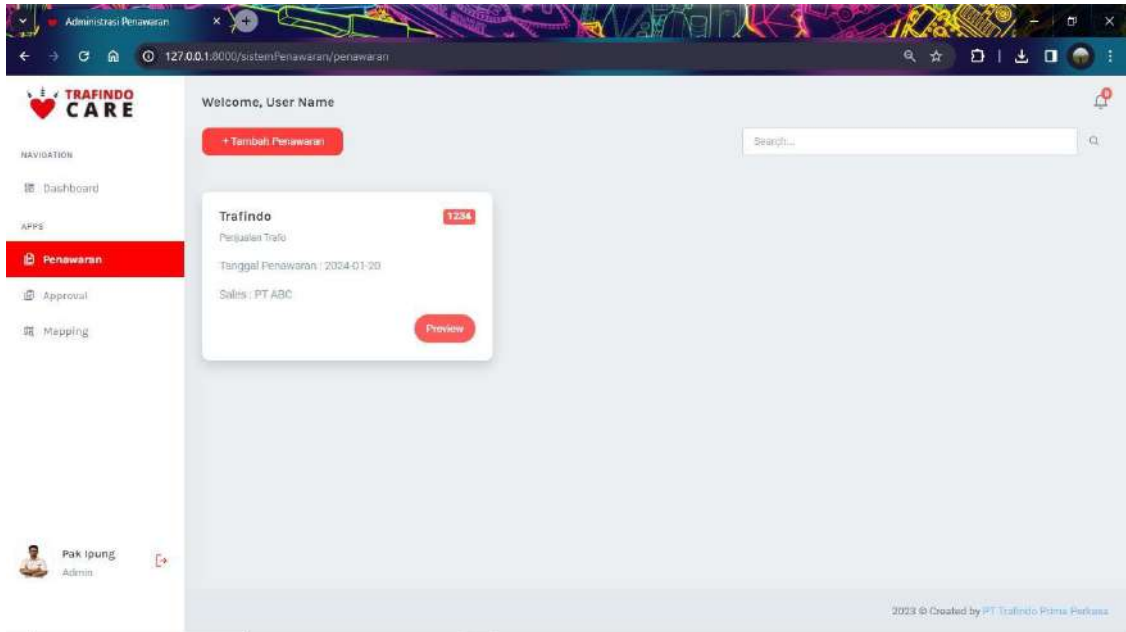 Administrasi Penawaran
127.0.0.1:8000/sistemPenawaran/penawaran
TRAFINDO
CARE
Welcome, User Name
0
+ Tambah Penawaran
Search...
NAVIGATION
Dashboard
APPS
Penawaran
Approval
Mapping
Trafindo
1234
Penjualan Trafo
Tanggal Penawaran : 2024-01-20
Sales : PT ABC
Preview
Pak Ipung
Admin
2023 © Created by PT Trafindo Prima Perkasa